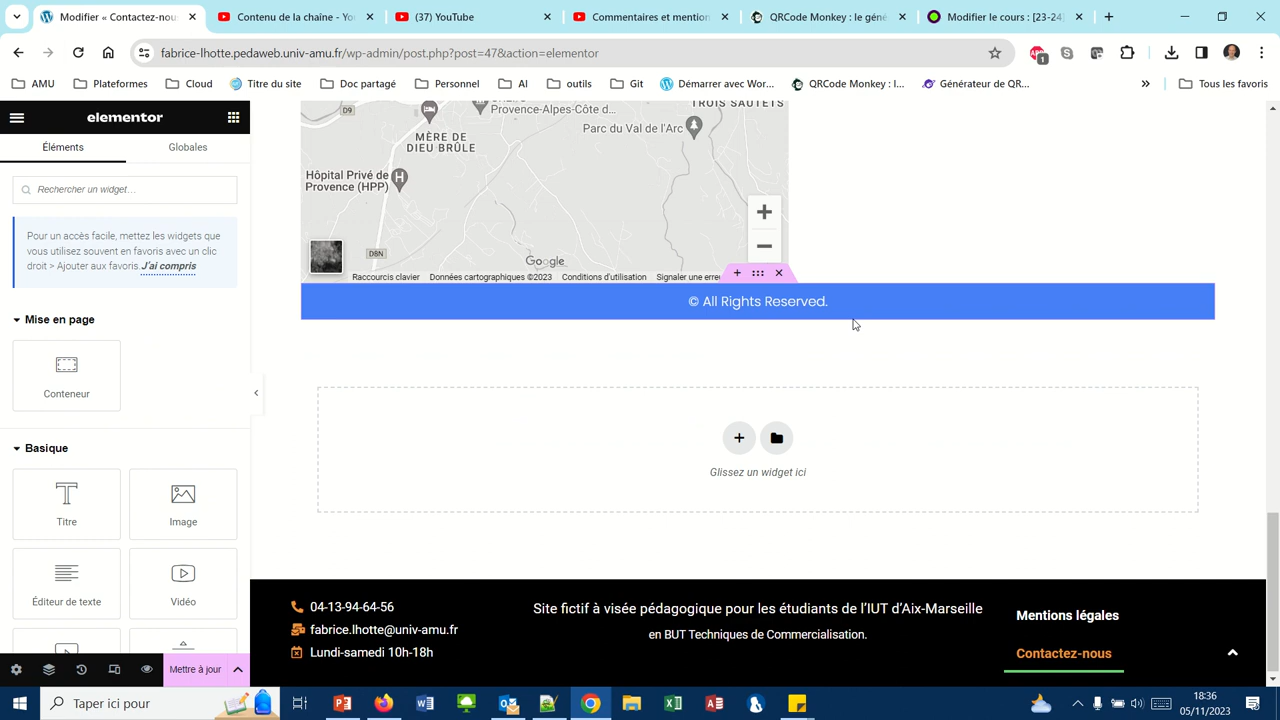 Modifier « Contactez-nou
Contenu de la chaîne - Yo
(37) YouTube
Commentaires et mention
QRCode Monkey : le géné
Modifier le cours : [23-24]
fabrice-lhotte.pedaweb.univ-amu.fr/wp-admin/post.php?post=47&action=elementor
1
AMU
Plateformes
Cloud
Titre du site
Doc partagé
Personnel
AI
outils
Git
Démarrer avec Wor...
QRCode Monkey : l...
Générateur de QR...
»
Tous les favoris
elementor
Éléments
Globales
Rechercher un widget...
Pour un accès facile, mettez les widgets que
vous utilisez souvent en favoris avec un clic
droit > Ajouter aux favoris. J'ai compris
Mise en page
Conteneur
Basique
Titre
Image
Éditeur de texte
Vidéo
Mettre à jour
D9
Provence-Alpes-Côte d...
TROIS SAUTETS
MÈRE DE
DIEU BRÛLE
Parc du Val de l'Arc
Hôpital Privé de
Provence (HPP)
D8N
Google
Raccourcis clavier
Données cartographiques ©2023
Conditions d'utilisation
Signaler une erreu
© All Rights Reserved.
Glissez un widget ici
04-13-94-64-56
fabrice.lhotte@univ-amu.fr
Lundi-samedi 10h-18h
Site fictif à visée pédagogique pour les étudiants de l'IUT d'Aix-Marseille
en BUT Techniques de Commercialisation.
Mentions légales
Contactez-nous
Taper ici pour
18:36
05/11/2023